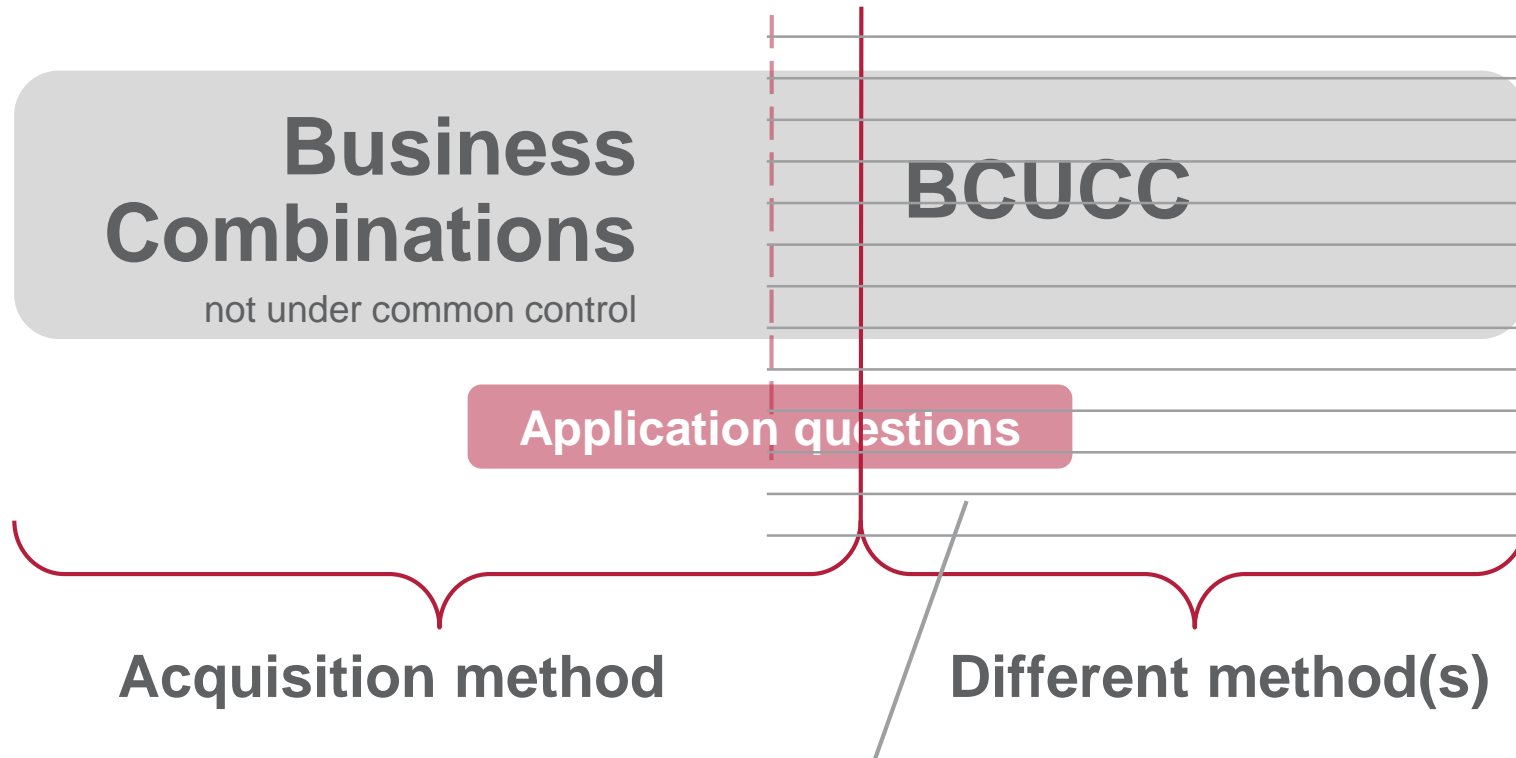 Business
Combinations
not under common control
BCUCC
Application questions
Acquisition method
Different method(s)